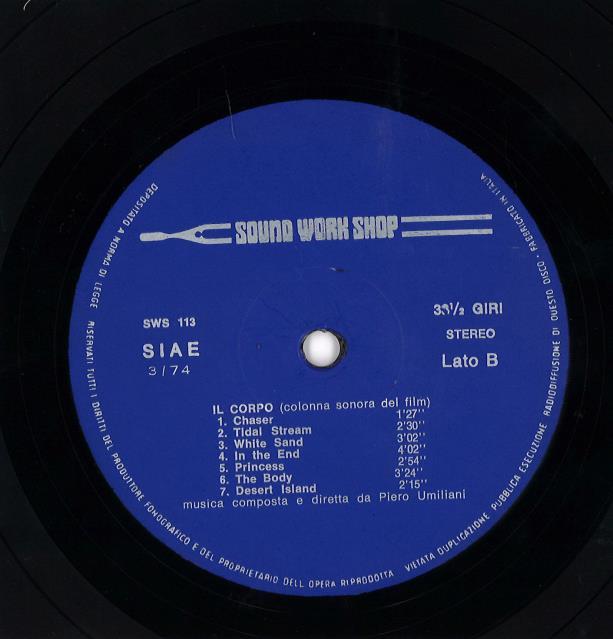 SOUND WORK SHOP
SWS 113
SIAE
3/74
33 1/2 GIRI
STEREO
Lato B
IL CORPO (colonna sonora del film)
1. Chaser 1'27''
2. Tidal Stream 2'30''
3. White Sand 3'02''
4. In the End 4'02''
5. Princess 2'54''
6. The Body 3'24''
7. Desert Island 2'15''
musica composta e diretta da Piero Umiliani
DEPOSITATO A NORMA DI LEGGE RISERVATI TUTTI I DIRITTI DEL PRODUTTORE FONOGRAFICO E DEL PROPRIETARIO DELL OPERA RIPRODOTTA VIETATA DUPLICAZIONE PUBBLICA ESECUZIONE RADIODIFFUSIONE DI QUESTO DISCO - FABBRICATO IN ITALIA